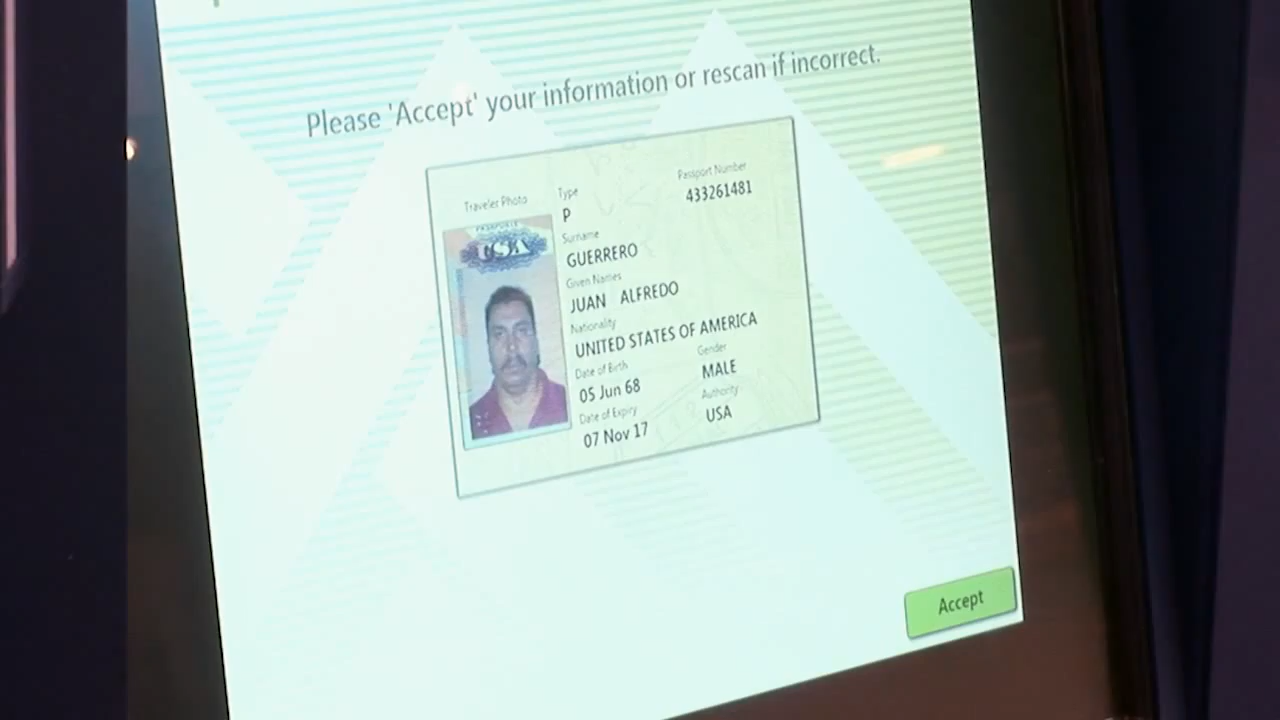 Please 'Accept' your information or rescan if incorrect.
Traveler Photo
USA
Type
P
Passport Number
433261481
Surname
GUERRERO
Given Names
JUAN ALFREDO
Nationality
UNITED STATES OF AMERICA
Date of Birth
05 Jun 68
Gender
MALE
Date of Expiry
07 Nov 17
Authority
USA
Accept